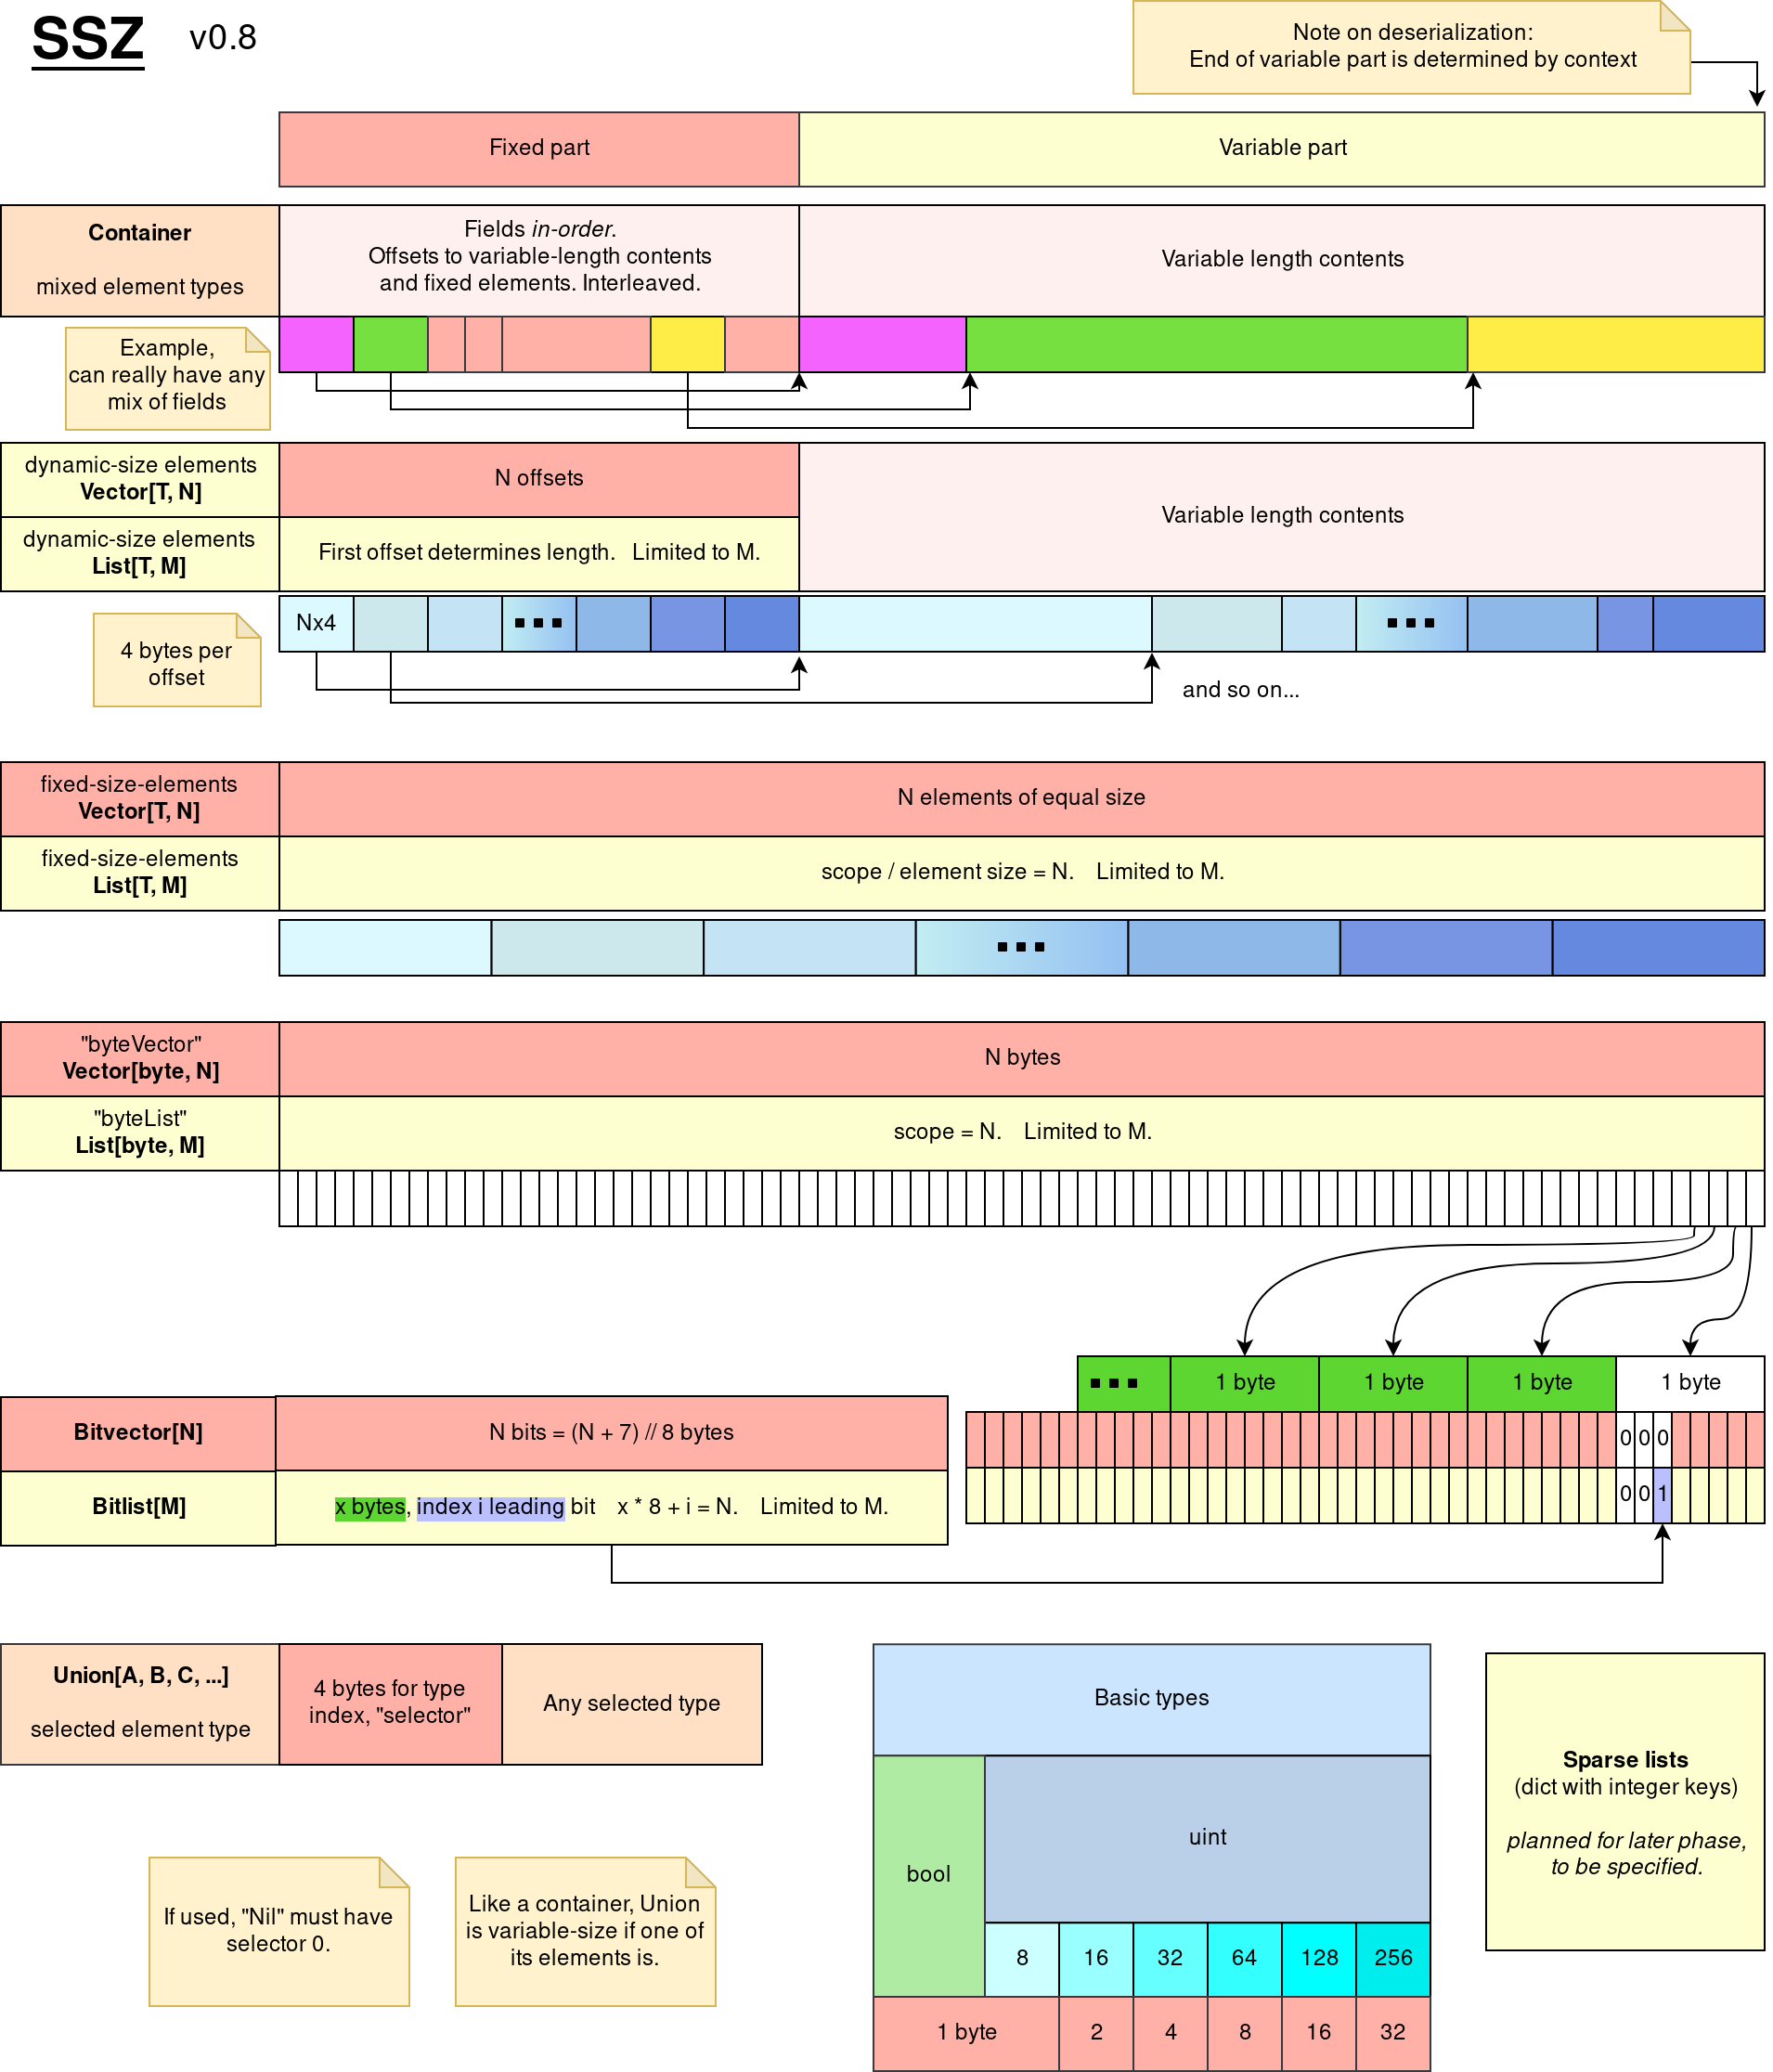 SSZ v0.8
Note on deserialization:
End of variable part is determined by context
Fixed part
Variable part
Container
mixed element types
Fields in-order.
Offsets to variable-length contents
and fixed elements. Interleaved.
Variable length contents
Example,
can really have any
mix of fields
dynamic-size elements
Vector[T, N]
N offsets
dynamic-size elements
List[T, M]
First offset determines length. Limited to M.
Variable length contents
Nx4
4 bytes per
offset
and so on...
fixed-size-elements
Vector[T, N]
N elements of equal size
fixed-size-elements
List[T, M]
scope / element size = N. Limited to M.
"byteVector"
Vector[byte, N]
N bytes
"byteList"
List[byte, M]
scope = N. Limited to M.
1 byte 1 byte 1 byte 1 byte
Bitvector[N]
N bits = (N + 7) // 8 bytes
0 0 0
Bitlist[M]
x bytes, index i leading bit x * 8 + i = N. Limited to M.
0 0 1
Union[A, B, C, ...]
selected element type
4 bytes for type
index, "selector"
Any selected type
If used, "Nil" must have
selector 0.
Like a container, Union
is variable-size if one of
its elements is.
Basic types
bool
uint
8 16 32 64 128 256
1 byte 2 4 8 16 32
Sparse lists
(dict with integer keys)
planned for later phase,
to be specified.